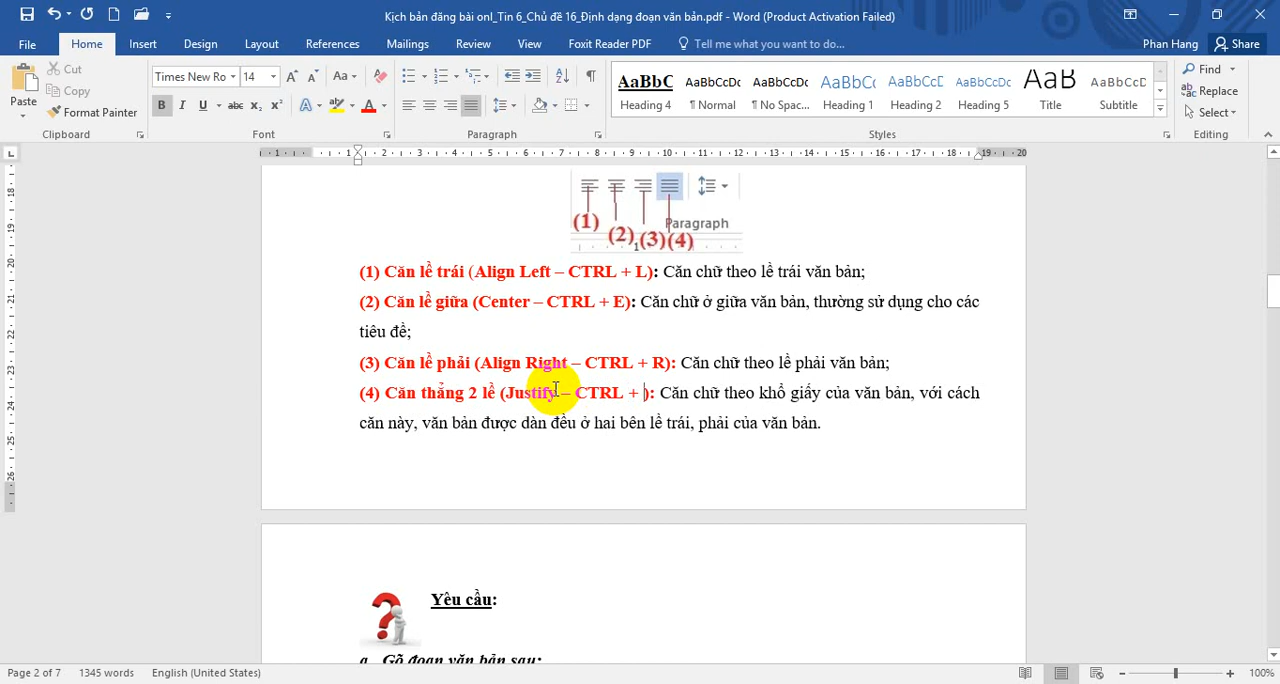 Kịch bản đăng bài onl_Tin 6_Chủ đề 16_Định dạng đoạn văn bản.pdf - Word (Product Activation Failed)
File Home Insert Design Layout References Mailings Review View Foxit Reader PDF Tell me what you want to do... Phan Hang Share
Paste Cut Copy Format Painter
Times New Ro 14
AaBbC AaBbCcDc AaBbCcDc AaBbCc AaBbCcE AaBbCcDc AaB AaBbCcD
Heading 4 ¶ Normal ¶ No Spac... Heading 1 Heading 2 Heading 5 Title Subtitle
Find Replace Select
Clipboard Font Paragraph Styles Editing
Paragraph
(1) (2) (3) (4)
(1) Căn lề trái (Align Left – CTRL + L): Căn chữ theo lề trái văn bản;
(2) Căn lề giữa (Center – CTRL + E): Căn chữ ở giữa văn bản, thường sử dụng cho các
tiêu đề;
(3) Căn lề phải (Align Right – CTRL + R): Căn chữ theo lề phải văn bản;
(4) Căn thẳng 2 lề (Justify – CTRL + ): Căn chữ theo khổ giấy của văn bản, với cách
căn này, văn bản được dàn đều ở hai bên lề trái, phải của văn bản.
Yêu cầu:
a. Gõ đoạn văn bản sau:
Page 2 of 7 1345 words English (United States) 100%